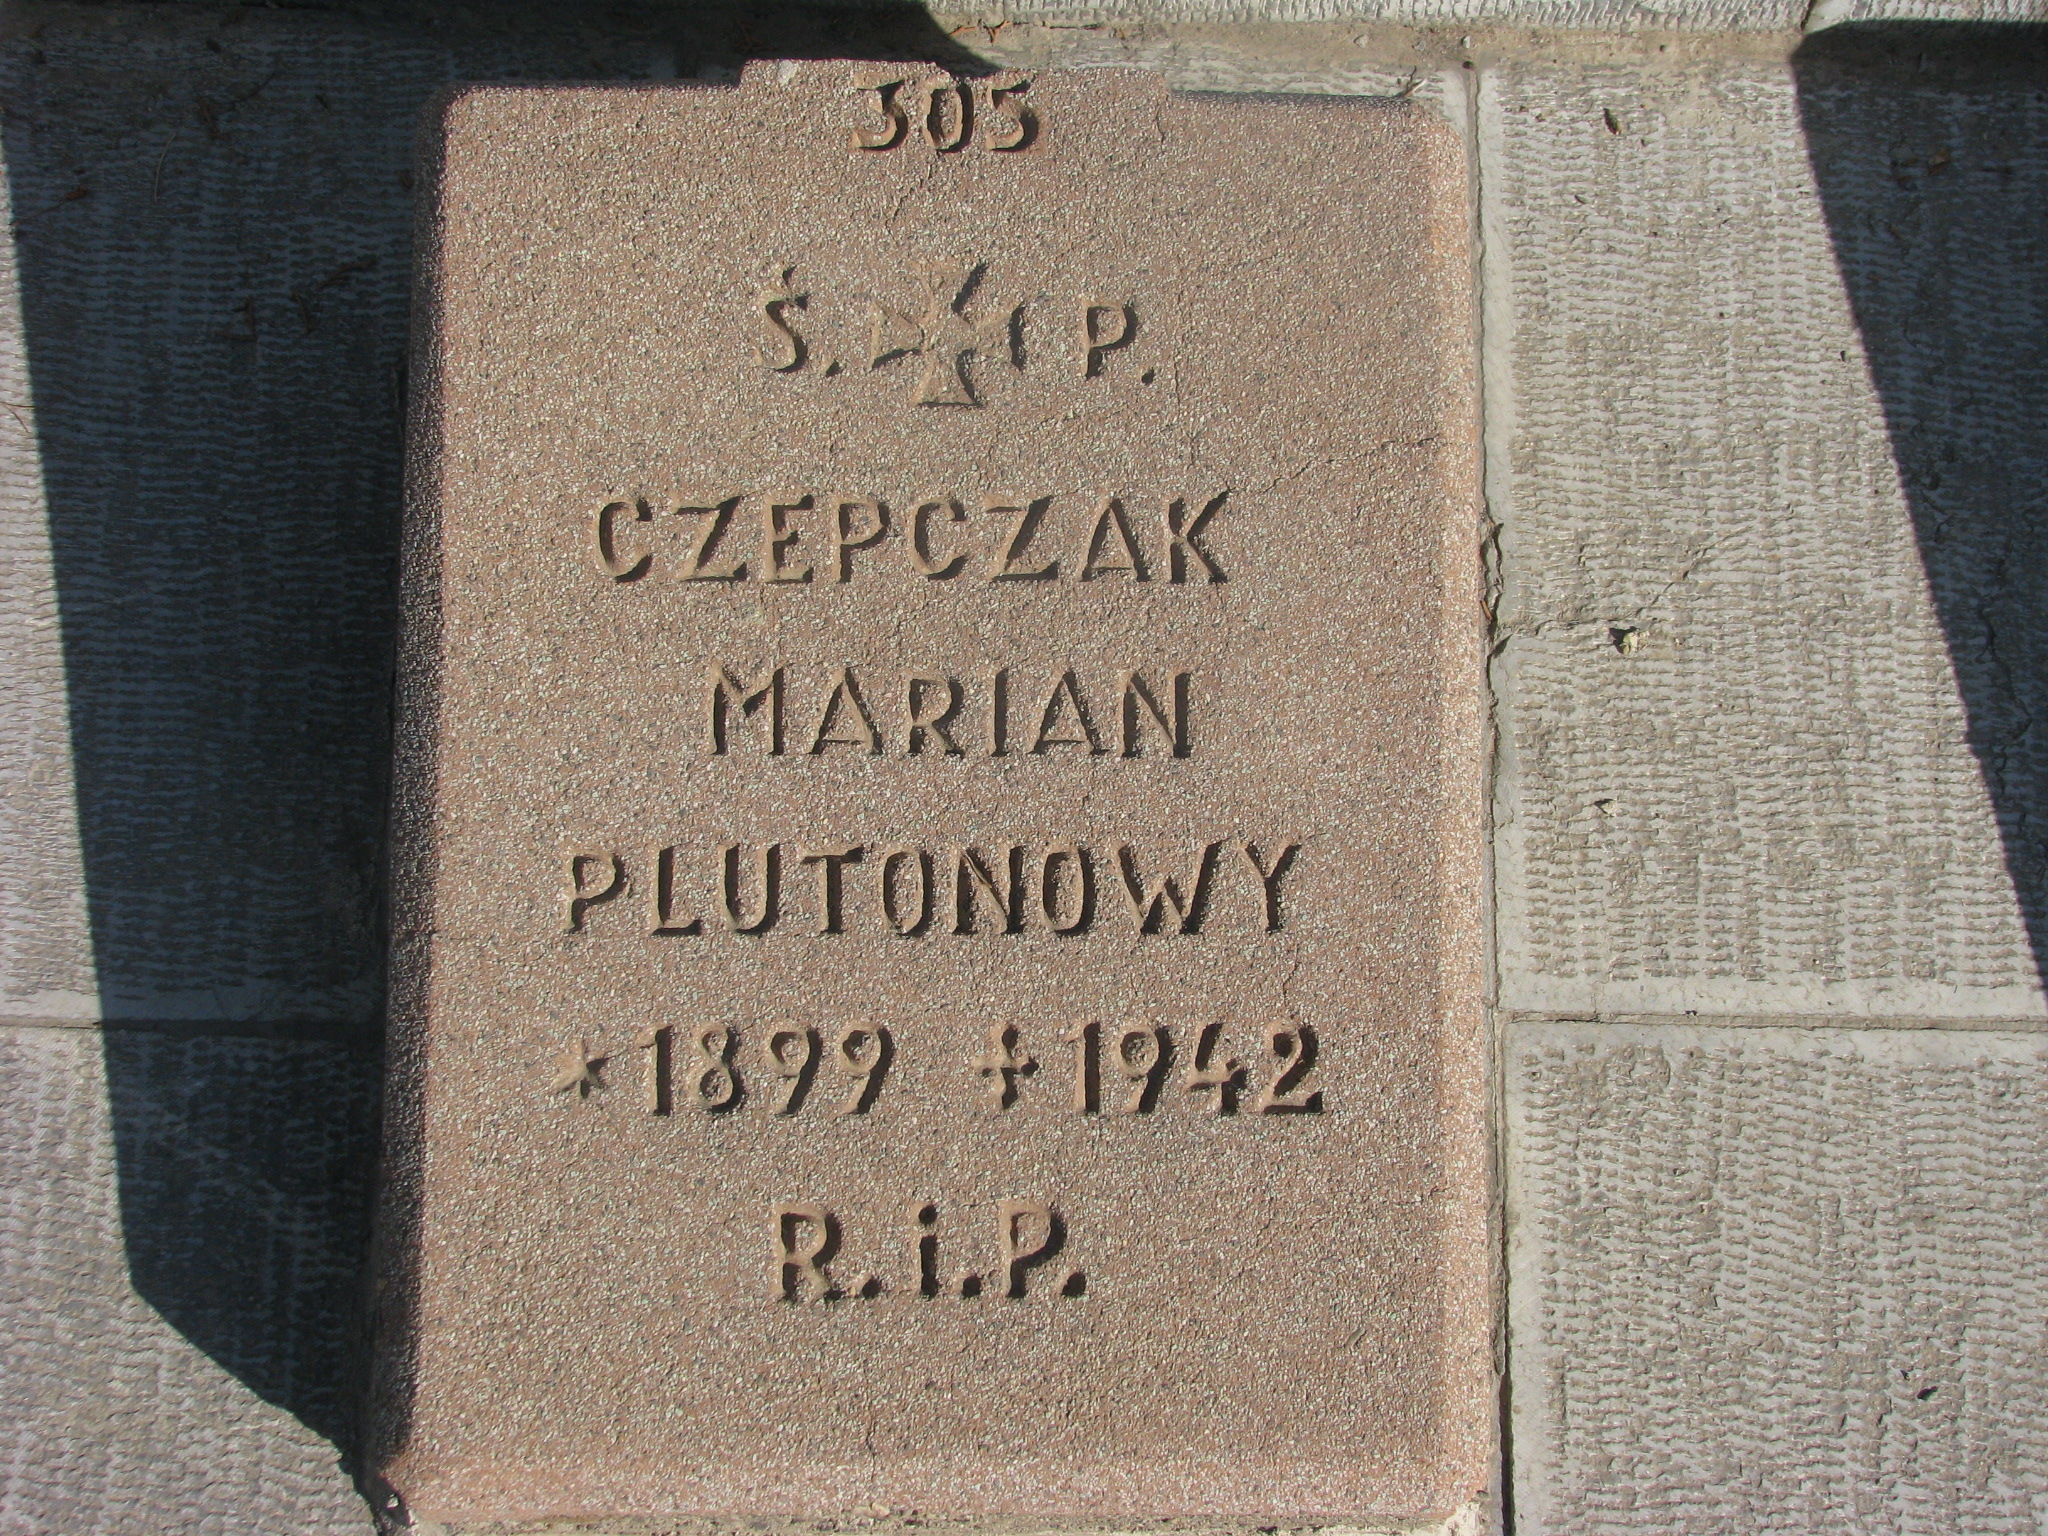 305
Ś. P.
CZEPCZAK
MARIAN
PLUTONOWY
* 1899 + 1942
R.i.P.